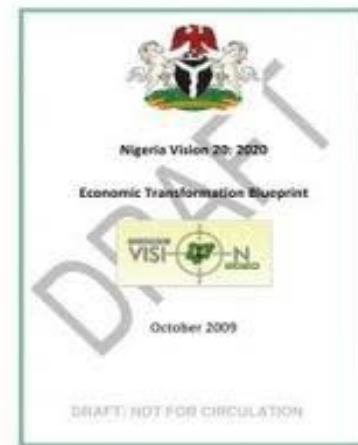 Nigeria Vision 20: 2020
Economic Transformation Blueprint
VISI N
October 2009
DRAFT
DRAFT: NOT FOR CIRCULATION